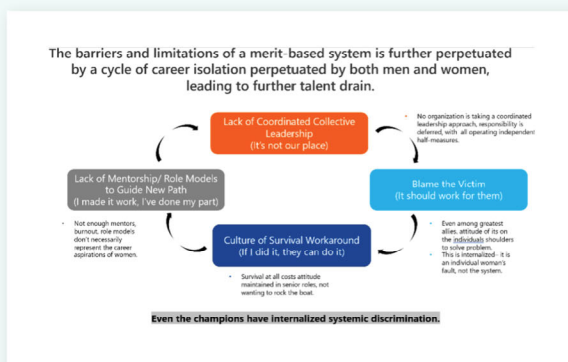 The barriers and limitations of a merit-based system is further perpetuated
by a cycle of career isolation perpetuated by both men and women,
leading to further talent drain.
Lack of Coordinated Collective
Leadership
(It's not our place)
• No organization is taking a coordinated
leadership approach, responsibility is
deferred, with all operating independent
half-measures.
Blame the Victim
(It should work for them)
• Even among greatest
allies, attitude of its on
the individuals shoulders
to solve problem.
• This is internalized- it is
an individual woman's
fault, not the system.
Culture of Survival Workaround
(If I did it, they can do it)
• Survival at all costs attitude
maintained in senior roles, not
wanting to rock the boat.
Lack of Mentorship/ Role Models
to Guide New Path
(I made it work, I've done my part)
• Not enough mentors,
burnout, role models
don't necessarily
represent the career
aspirations of women.
Even the champions have internalized systemic discrimination.